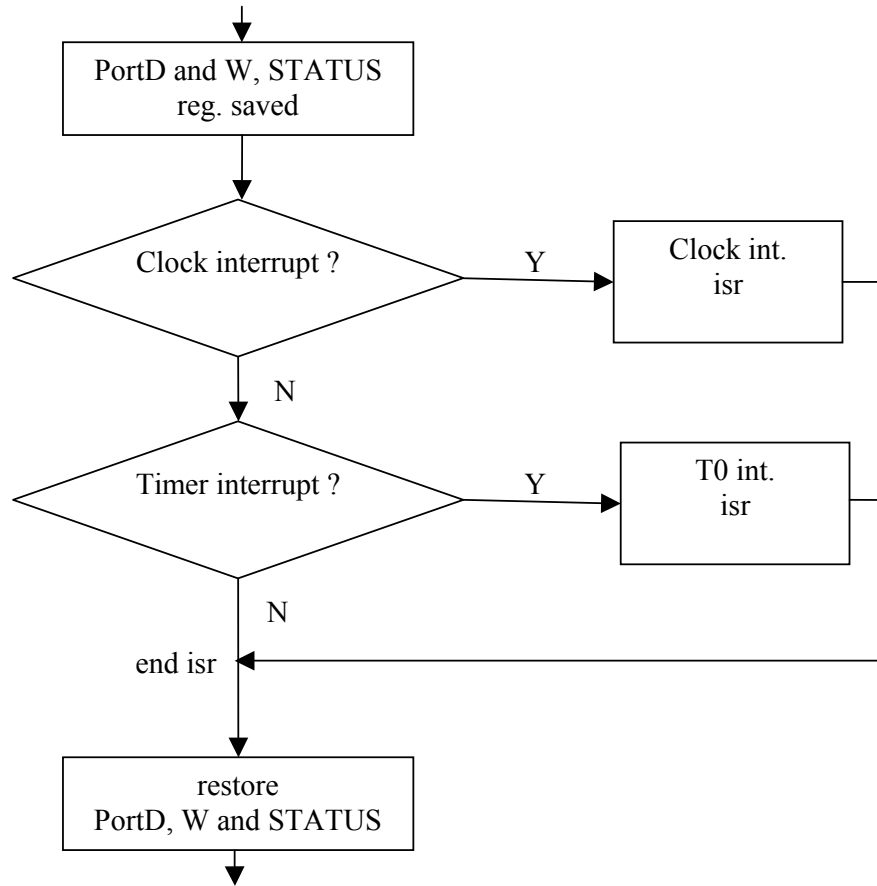 PortD and W, STATUS
reg. saved
Clock interrupt ?
Y
Clock int.
isr
N
Timer interrupt ?
Y
T0 int.
isr
N
end isr
restore
PortD, W and STATUS